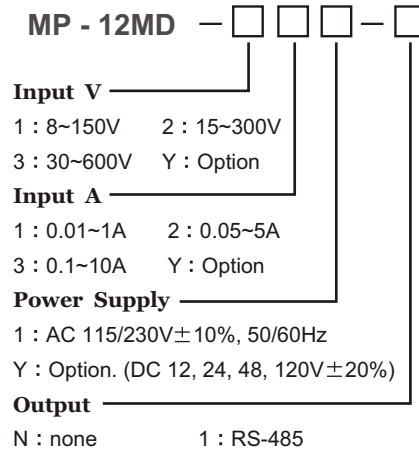 MP - 12MD － □ □ □ － □
Input V
1：8~150V 2：15~300V
3：30~600V Y：Option
Input A
1：0.01~1A 2：0.05~5A
3：0.1~10A Y：Option
Power Supply
1：AC 115/230V±10%, 50/60Hz
Y：Option. (DC 12, 24, 48, 120V±20%)
Output
N：none 1：RS-485